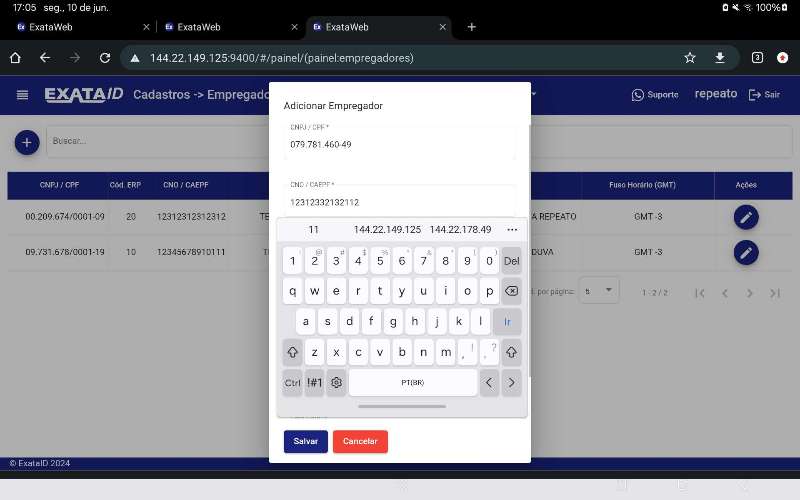 17:05 seg., 10 de jun. 100%
ExataWeb ExataWeb ExataWeb
144.22.149.125:9400/#/painel/(painel:empregadores) 3
EXATAID Cadastros -> Empregado Suporte repeato Sair
Adicionar Empregador
CNPJ / CPF *
079.781.460-49
CNO / CAEPF *
12312332132112
Buscar...
CNPJ / CPF Cód. ERP CNO / CAEPF Fuso Horário (GMT) Ações
00.209.674/0001-09 20 12312312312312 TE A REPEATO GMT -3
09.731.678/0001-19 10 12345678910111 DUVA GMT -3
por página: 5 1 - 2 / 2
11 144.22.149.125 144.22.178.49 ...
1 2 3 4 5 6 7 8 9 0 Del
q w e r t y u i o p
a s d f g h j k l Ir
z x c v b n m , ! . ?
Ctrl !#1 PT(BR) < >
Salvar Cancelar
© ExataID 2024